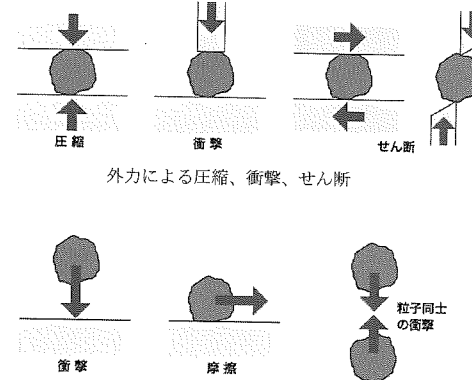 圧縮
衝撃
せん断
外力による圧縮、衝撃、せん断
衝撃
摩擦
粒子同士
の衝撃